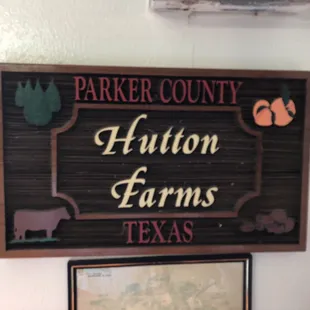 PARKER COUNTY
Hutton
Farms
TEXAS